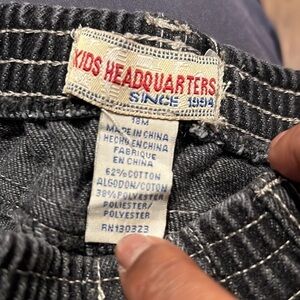 KIDS HEADQUARTERS
SINCE 1994
18M
MADE IN CHINA
HECHO EN CHINA
FABRIQUE
EN CHINA
62% COTTON
ALGODON/COTON
38% POLYESTER
POLIESTER/
POLYESTER
RN130323